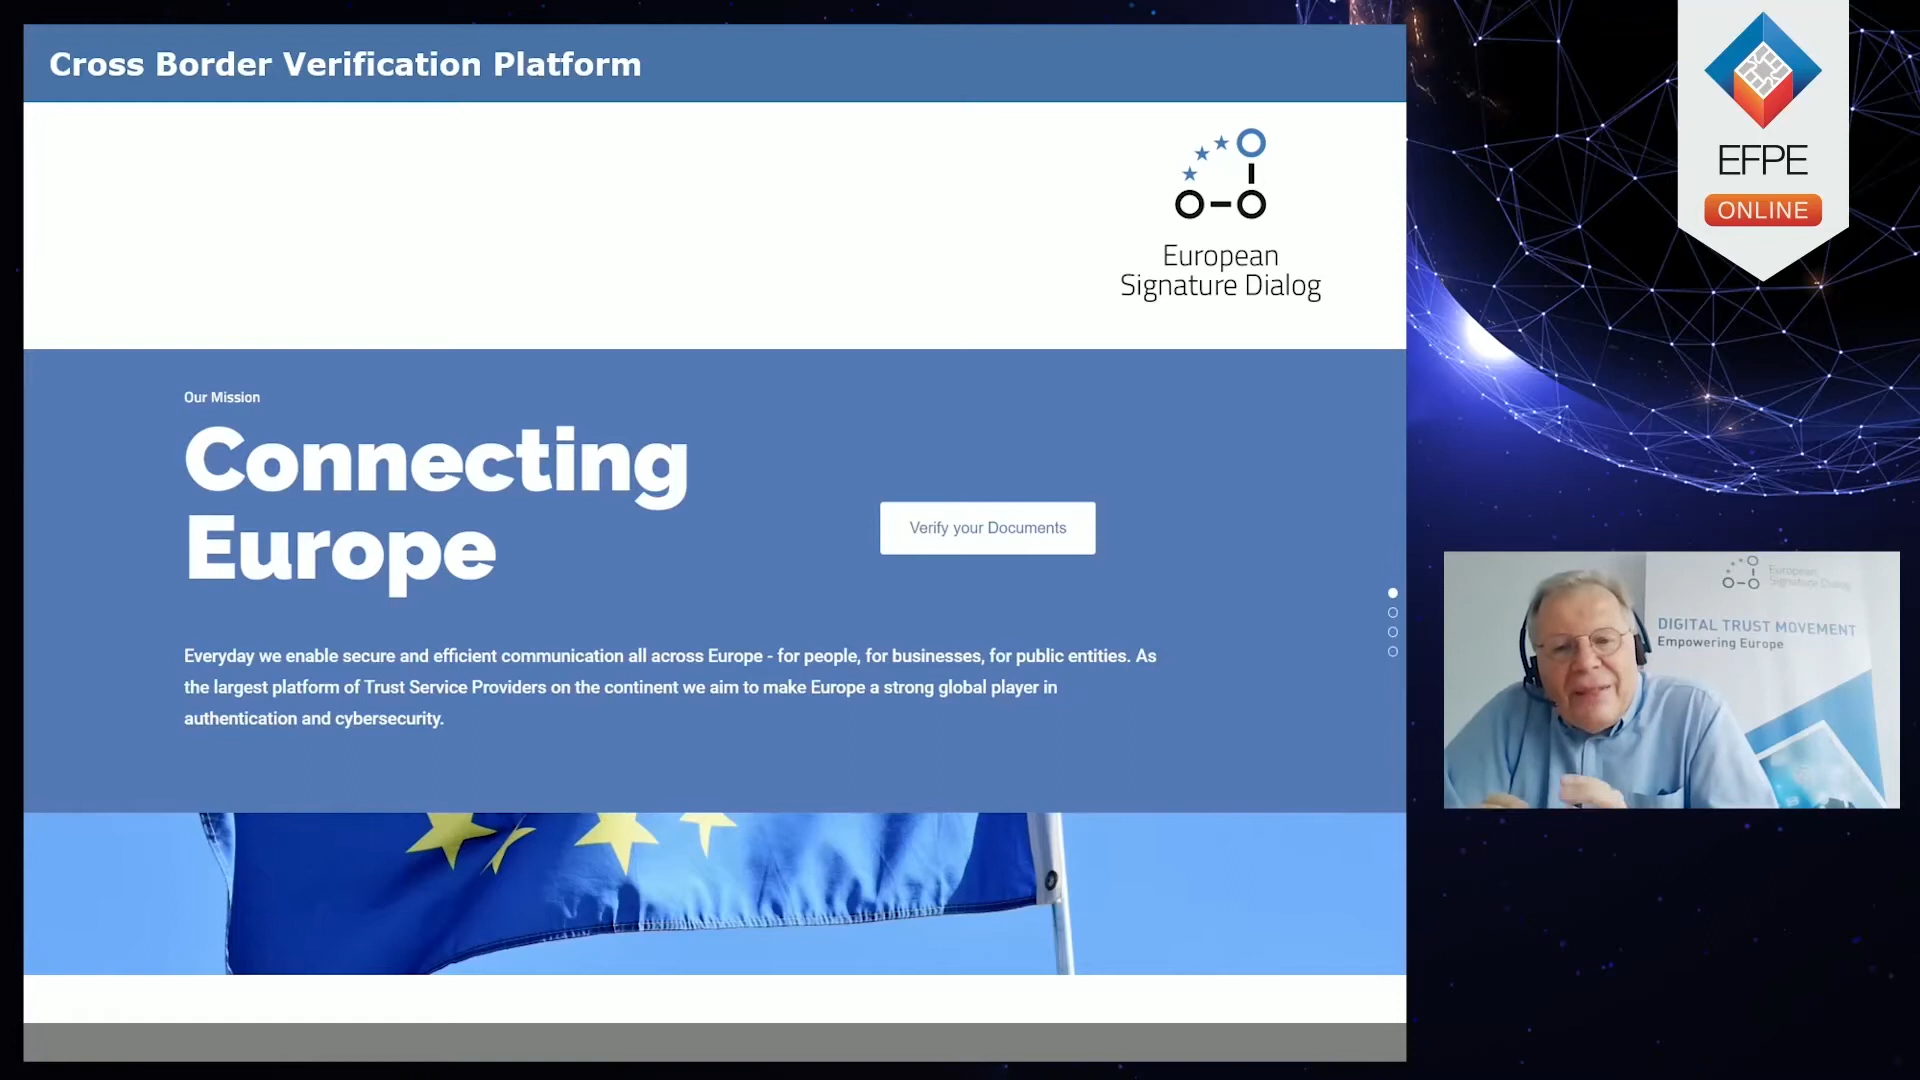 Cross Border Verification Platform
European
Signature Dialog
Our Mission
Connecting
Europe
Verify your Documents
Everyday we enable secure and efficient communication all across Europe - for people, for businesses, for public entities. As
the largest platform of Trust Service Providers on the continent we aim to make Europe a strong global player in
authentication and cybersecurity.
EFPE
ONLINE
European
Signature Dialog
DIGITAL TRUST MOVEMENT
Empowering Europe